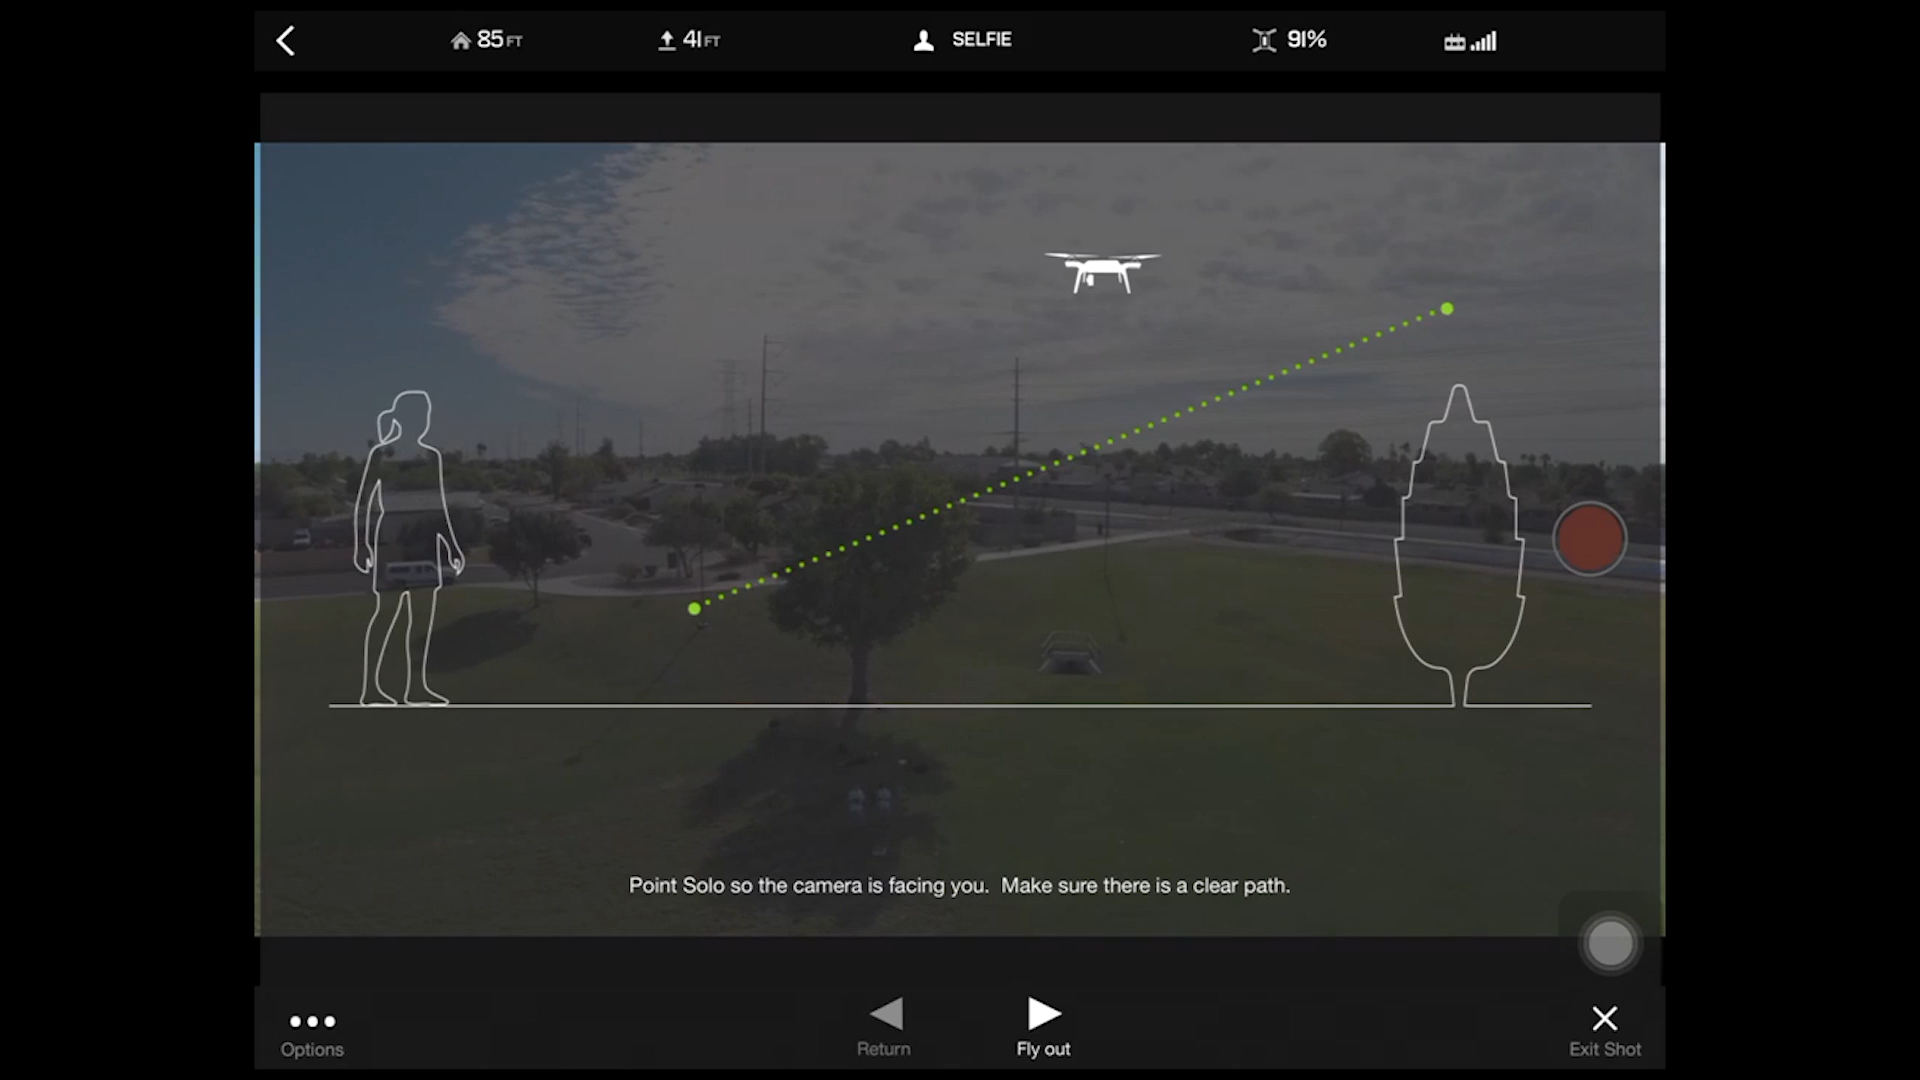 85 FT 41 FT SELFIE 91%
Point Solo so the camera is facing you. Make sure there is a clear path.
Options Return Fly out Exit Shot